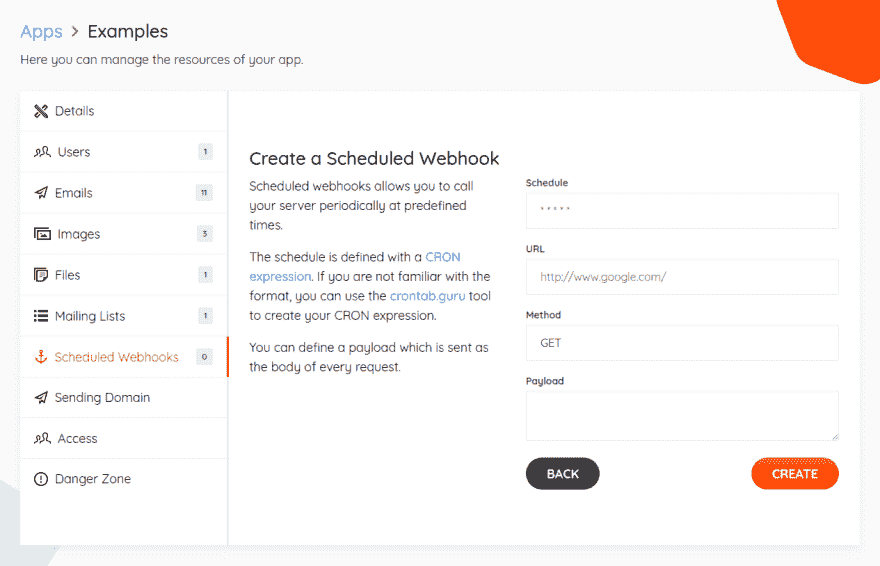 Apps > Examples
Here you can manage the resources of your app.
Details
Users 1
Emails 11
Images 3
Files 1
Mailing Lists 1
Scheduled Webhooks 0
Sending Domain
Access
Danger Zone
Create a Scheduled Webhook
Scheduled webhooks allows you to call
your server periodically at predefined
times.
The schedule is defined with a CRON
expression. If you are not familiar with the
format, you can use the crontab.guru tool
to create your CRON expression.
You can define a payload which is sent as
the body of every request.
Schedule
* * * * *
URL
http://www.google.com/
Method
GET
Payload
BACK
CREATE